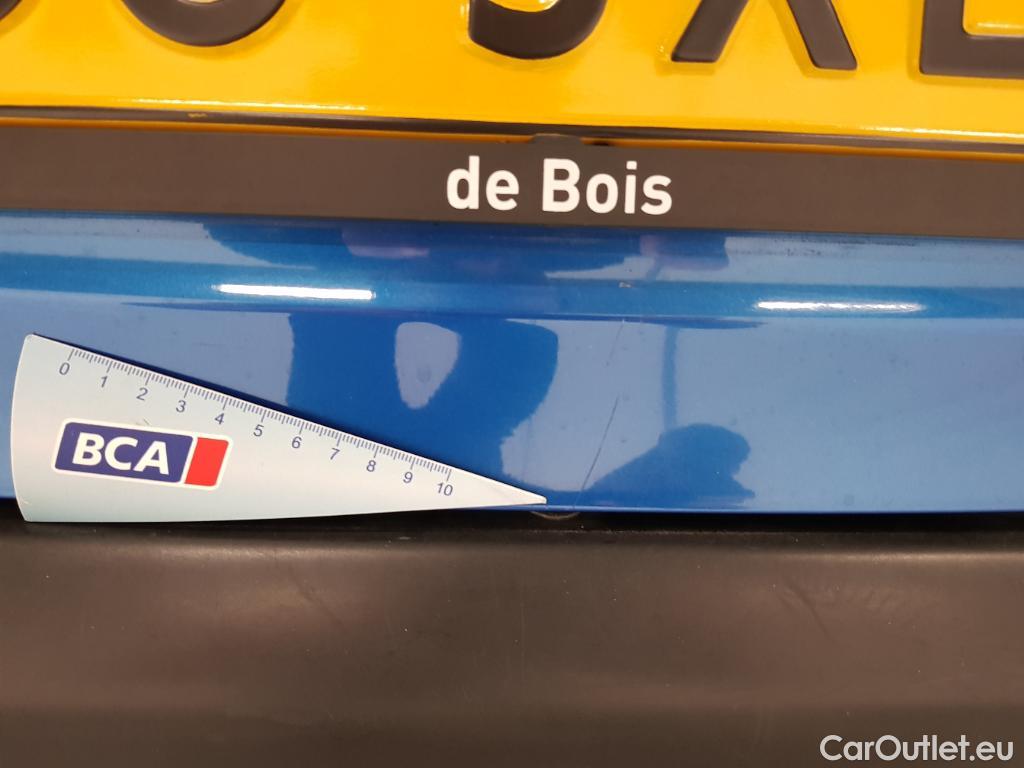 de Bois
0 1 2 3 4 5 6 7 8 9 10
BCA
CarOutlet.eu